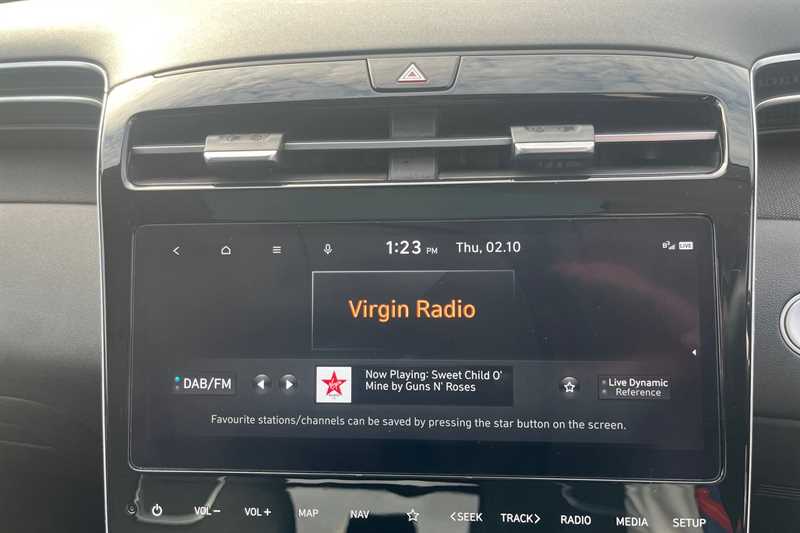 1:23 PM Thu, 02.10 LIVE
Virgin Radio
DAB/FM
Now Playing: Sweet Child O'
Mine by Guns N' Roses
Live Dynamic
Reference
Favourite stations/channels can be saved by pressing the star button on the screen.
VOL− VOL+ MAP NAV <SEEK TRACK> RADIO MEDIA SETUP